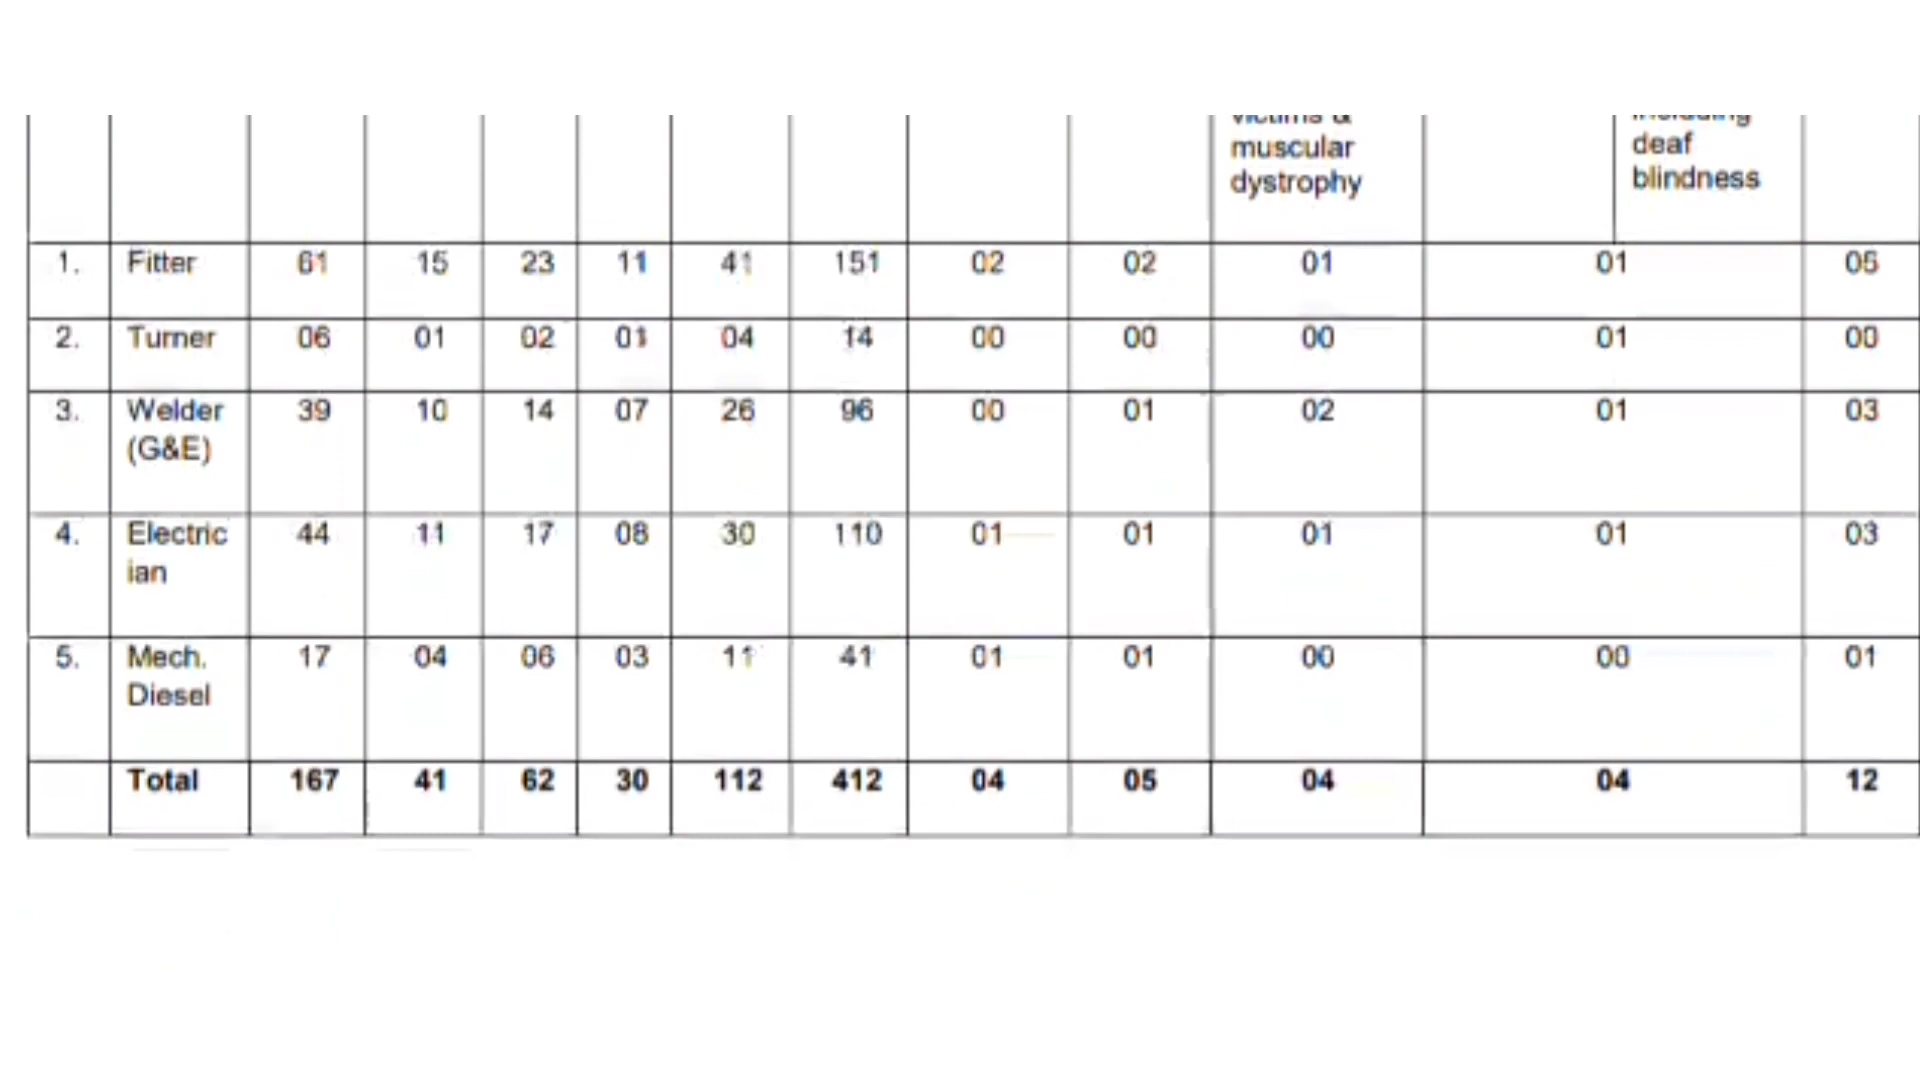 victims &
muscular
dystrophy
including
deaf
blindness
1. Fitter 61 15 23 11 41 151 02 02 01 01 05
2. Turner 06 01 02 01 04 14 00 00 00 01 00
3. Welder 39 10 14 07 26 96 00 01 02 01 03
(G&E)
4. Electric 44 11 17 08 30 110 01 01 01 01 03
ian
5. Mech. 17 04 06 03 11 41 01 01 00 00 01
Diesel
Total 167 41 62 30 112 412 04 05 04 04 12